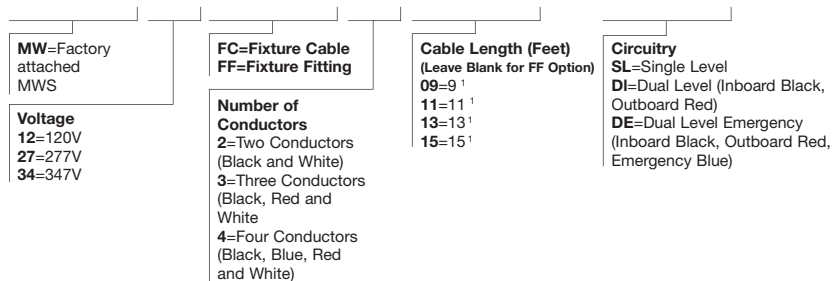 MW=Factory
attached
MWS
Voltage
12=120V
27=277V
34=347V
FC=Fixture Cable
FF=Fixture Fitting
Number of
Conductors
2=Two Conductors
(Black and White)
3=Three Conductors
(Black, Red and
White
4=Four Conductors
(Black, Blue, Red
and White)
Cable Length (Feet)
(Leave Blank for FF Option)
09=9 ¹
11=11 ¹
13=13 ¹
15=15 ¹
Circuitry
SL=Single Level
DI=Dual Level (Inboard Black,
Outboard Red)
DE=Dual Level Emergency
(Inboard Black, Outboard Red,
Emergency Blue)